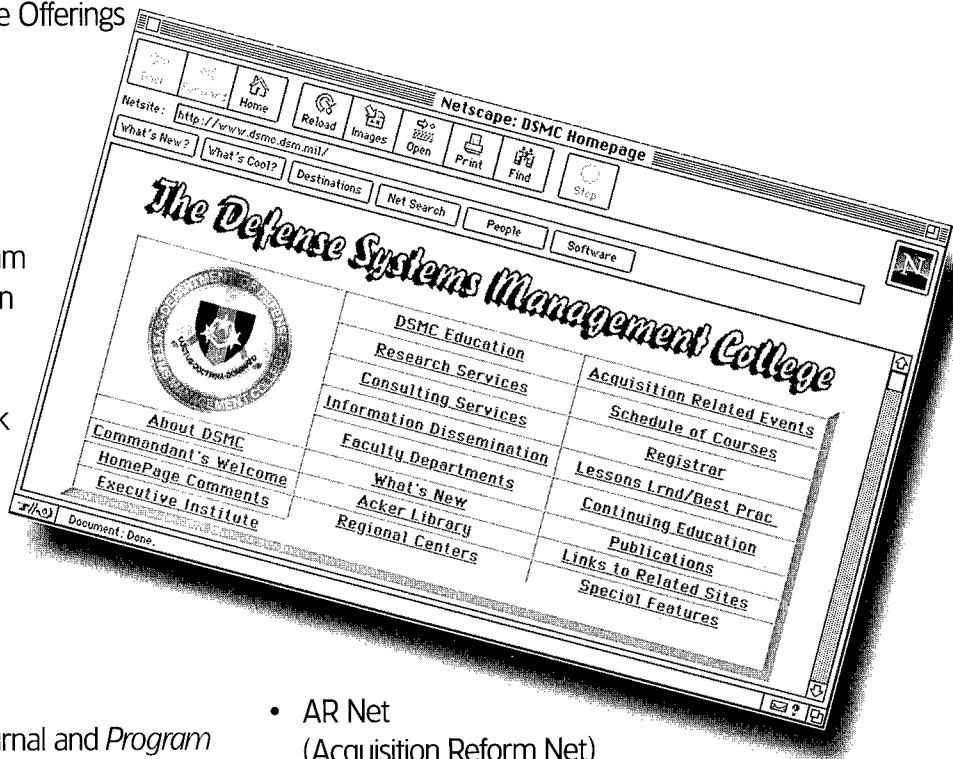 e Offerings
Netscape: DSMC Homepage
Back Forward Home Reload Images Open Print Find Stop
Netsite: http://www.dsmc.dsm.mil/
What's New? What's Cool? Destinations Net Search People Software
N
The Defense Systems Management College
About DSMC
Commandant's Welcome
HomePage Comments
Executive Institute
DSMC Education
Research Services
Consulting Services
Information Dissemination
Faculty Departments
What's New
Acker Library
Regional Centers
Acquisition Related Events
Schedule of Courses
Registrar
Lessons Lrnd/Best Prac
Continuing Education
Publications
Links to Related Sites
Special Features
Document: Done.
?
am
n
k
urnal and Program
• AR Net
(Acquisition Reform Net)